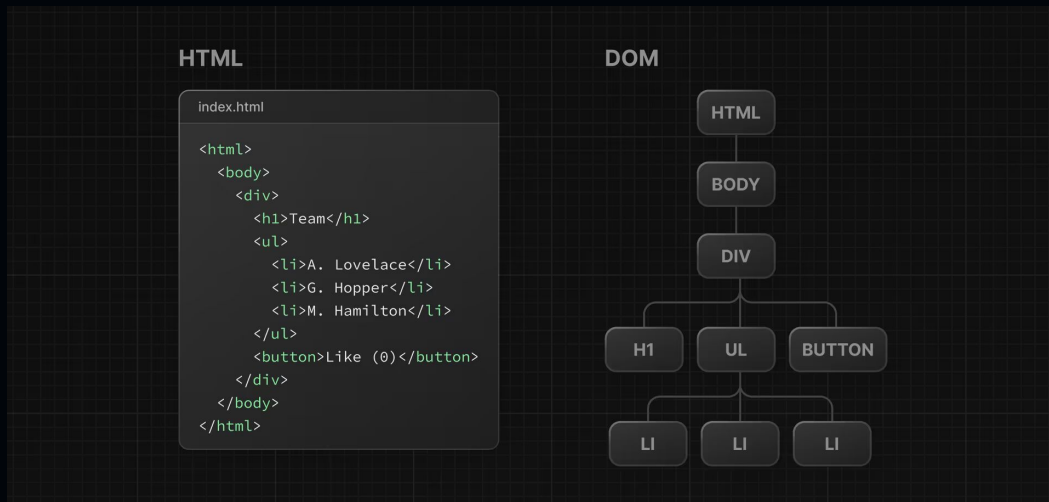 HTML
index.html
<html>
<body>
<div>
<h1>Team</h1>
<ul>
<li>A. Lovelace</li>
<li>G. Hopper</li>
<li>M. Hamilton</li>
</ul>
<button>Like (0)</button>
</div>
</body>
</html>
DOM
HTML
BODY
DIV
H1 UL BUTTON
LI LI LI